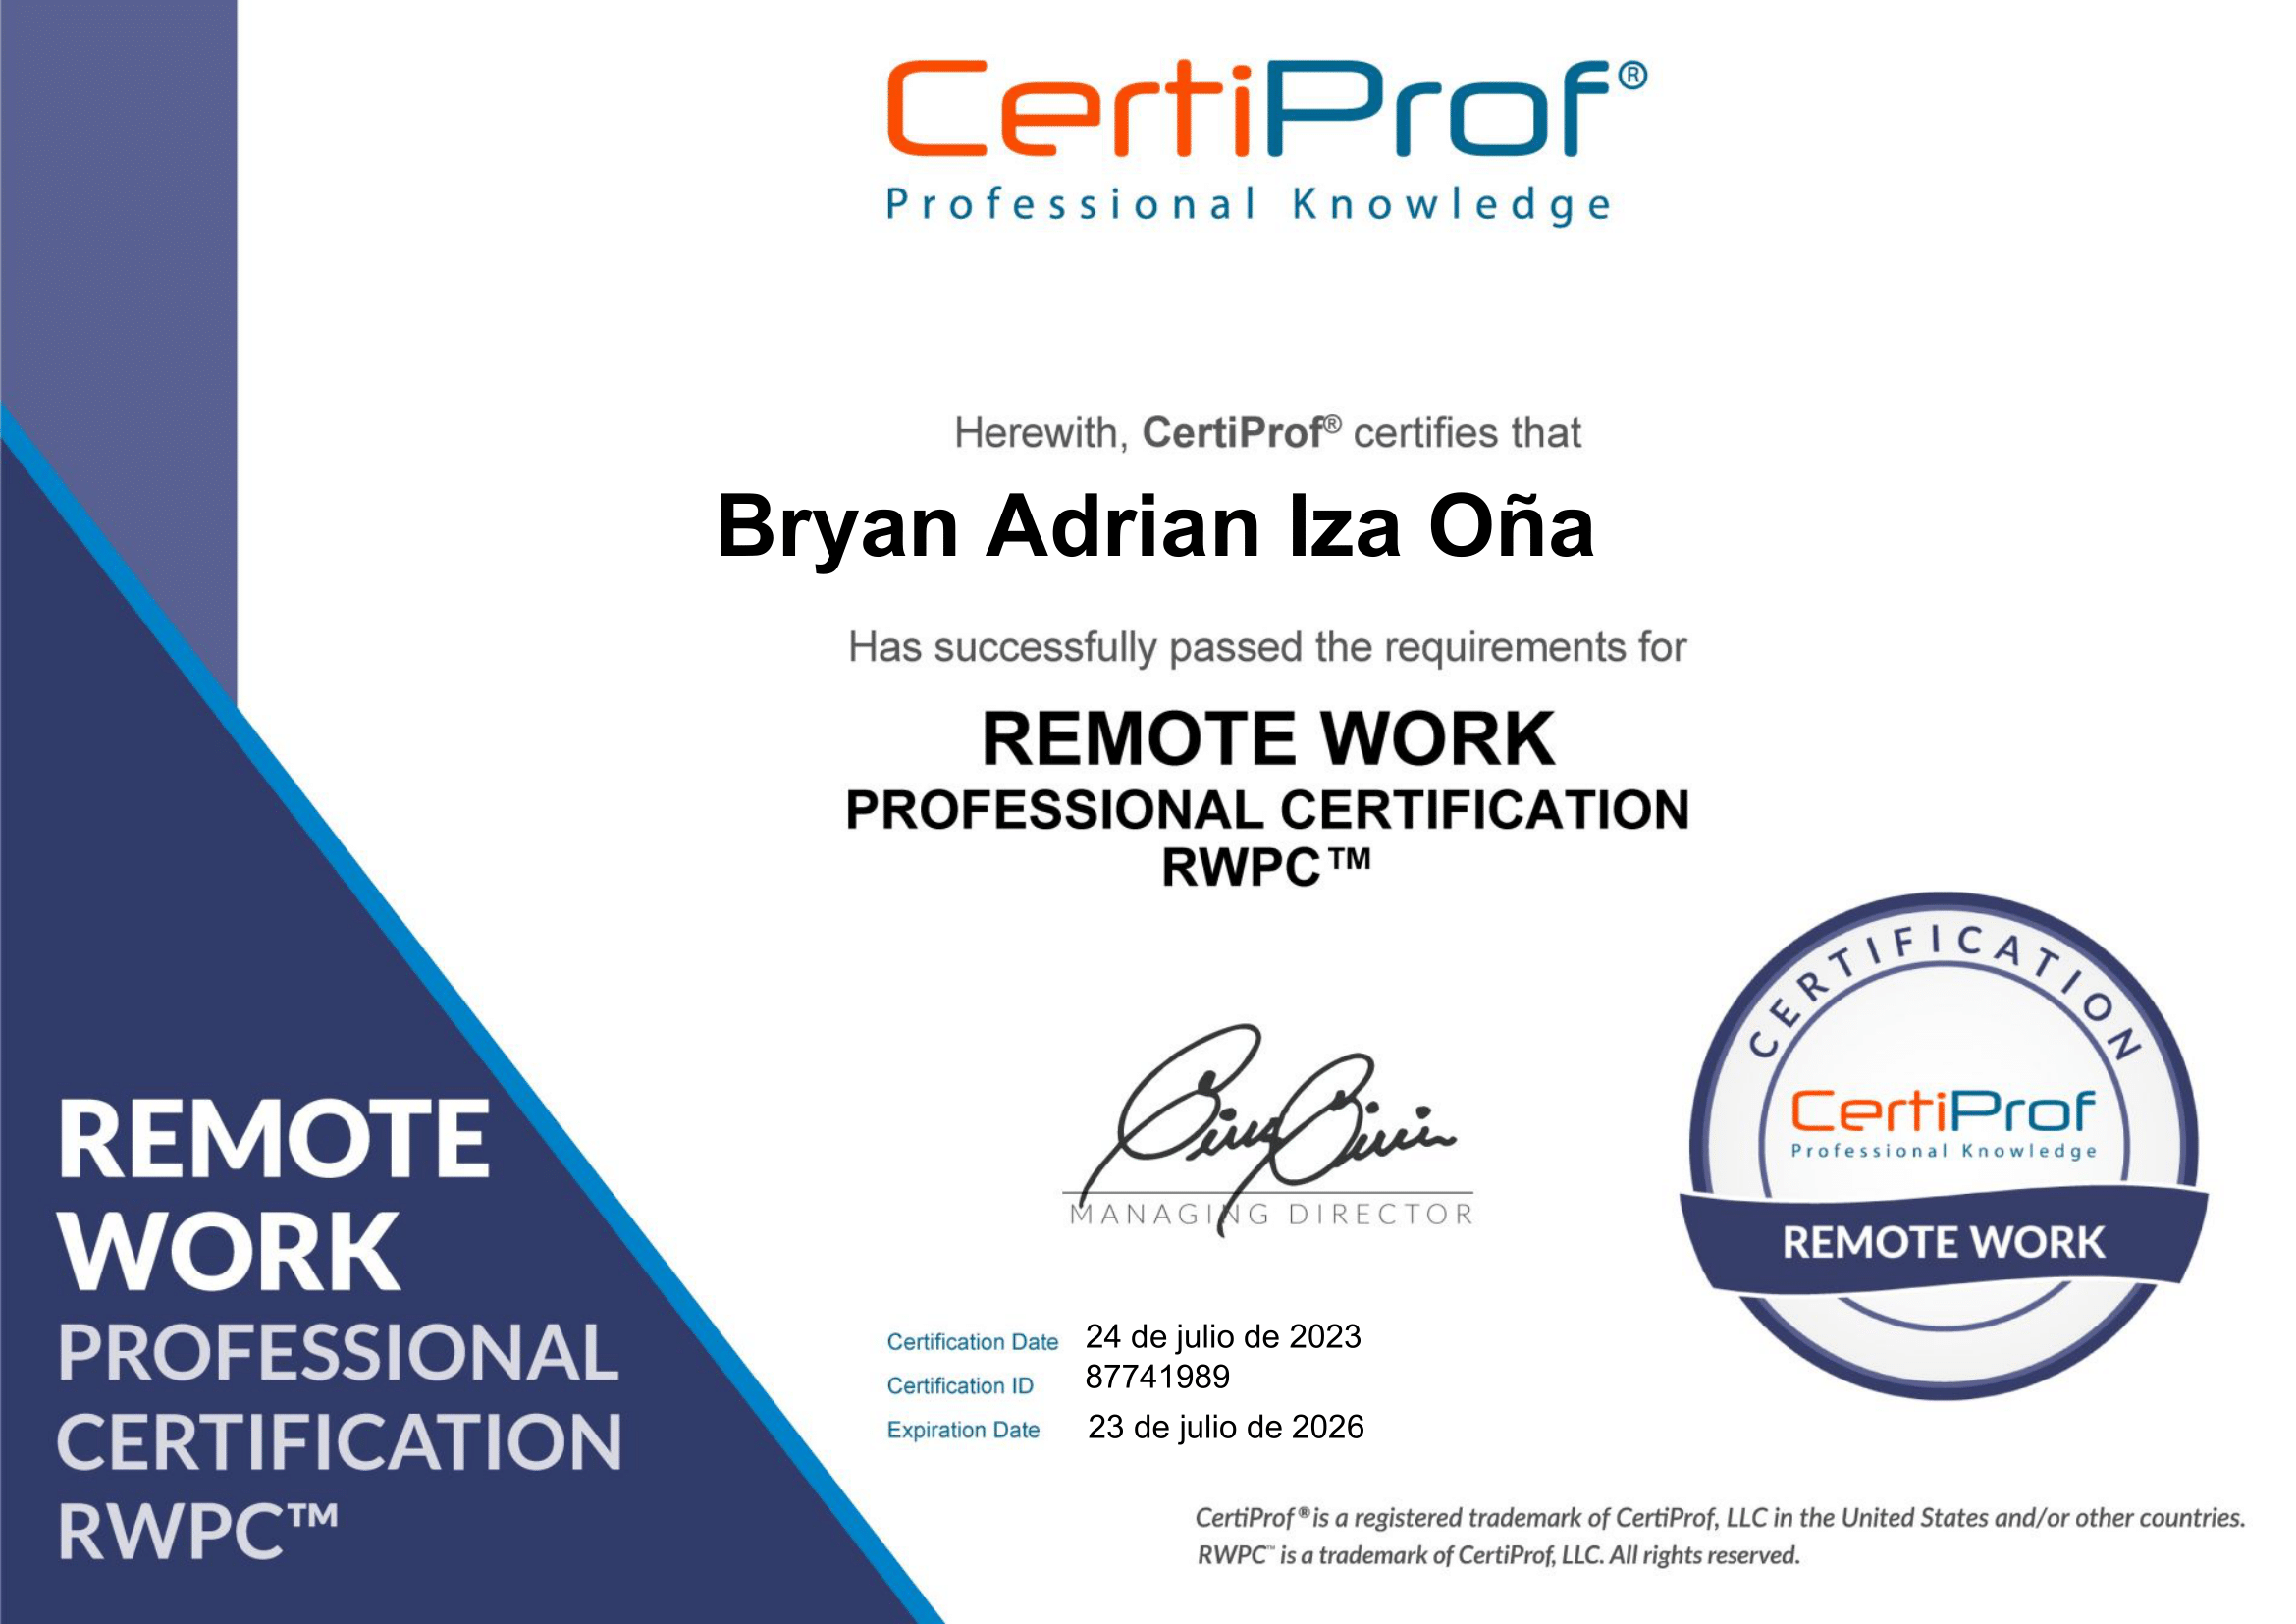 CertiProf®
Professional Knowledge
Herewith, CertiProf® certifies that
Bryan Adrian Iza Oña
Has successfully passed the requirements for
REMOTE WORK
PROFESSIONAL CERTIFICATION
RWPC™
MANAGING DIRECTOR
Certification Date 24 de julio de 2023
Certification ID 87741989
Expiration Date 23 de julio de 2026
CERTIFICATION
CertiProf
Professional Knowledge
REMOTE WORK
REMOTE
WORK
PROFESSIONAL
CERTIFICATION
RWPC™
CertiProf® is a registered trademark of CertiProf, LLC in the United States and/or other countries.
RWPC™ is a trademark of CertiProf, LLC. All rights reserved.